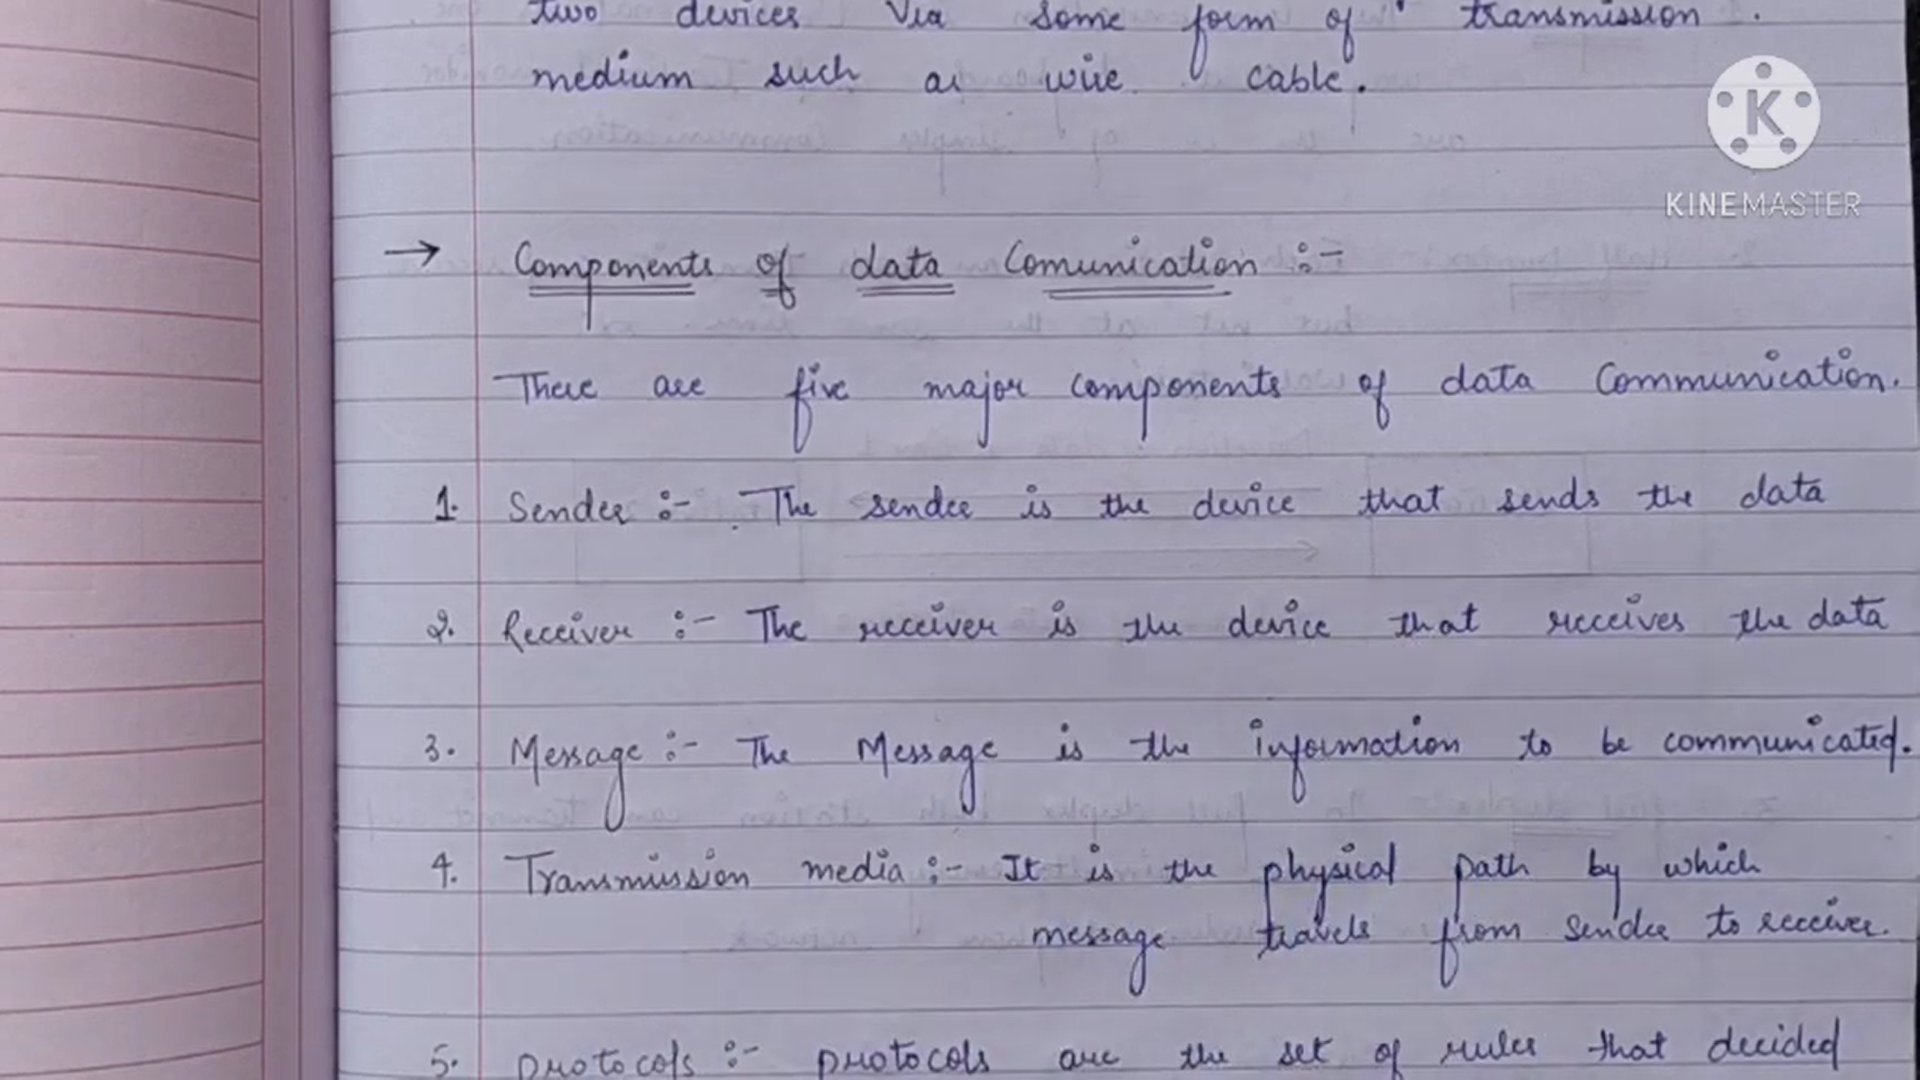 two devices via some form of transmission
medium such as wire cable.
K
KINEMASTER
→ Components of data Comunication :-
There are five major components of data Communication.
1. Sender :- The sender is the device that sends the data
2. Receiver :- The receiver is the device that receives the data
3. Message :- The Message is the information to be communicated.
4. Transmission media :- It is the physical path by which
message travels from sender to receiver.
5. protocols :- protocols are the set of rules that decided